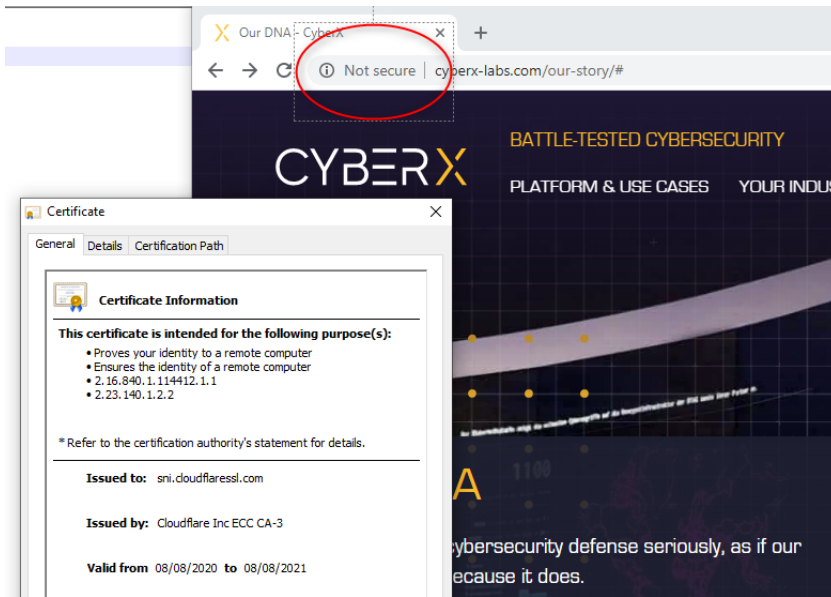 Our DNA - CyberX
Not secure | cyberx-labs.com/our-story/#
BATTLE-TESTED CYBERSECURITY
CYBERX
PLATFORM & USE CASES YOUR INDUS
Certificate
General Details Certification Path
Certificate Information
This certificate is intended for the following purpose(s):
• Proves your identity to a remote computer
• Ensures the identity of a remote computer
• 2.16.840.1.114412.1.1
• 2.23.140.1.2.2
* Refer to the certification authority's statement for details.
Issued to: sni.cloudflaressl.com
Issued by: Cloudflare Inc ECC CA-3
Valid from 08/08/2020 to 08/08/2021
1100
A
cybersecurity defense seriously, as if our
ecause it does.